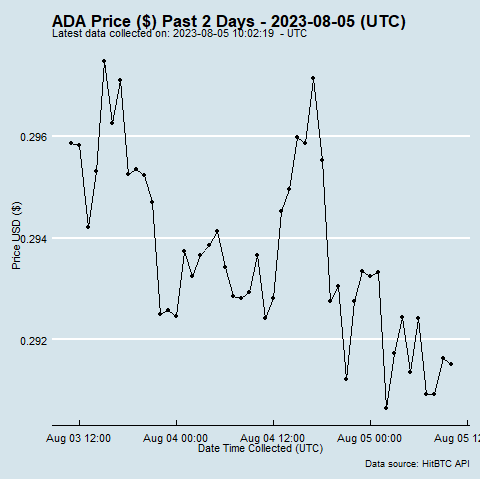 ADA Price ($) Past 2 Days - 2023-08-05 (UTC)
Latest data collected on: 2023-08-05 10:02:19 - UTC
0.296
0.294
0.292
Price USD ($)
Aug 03 12:00 Aug 04 00:00 Aug 04 12:00 Aug 05 00:00 Aug 05 12
Date Time Collected (UTC)
Data source: HitBTC API